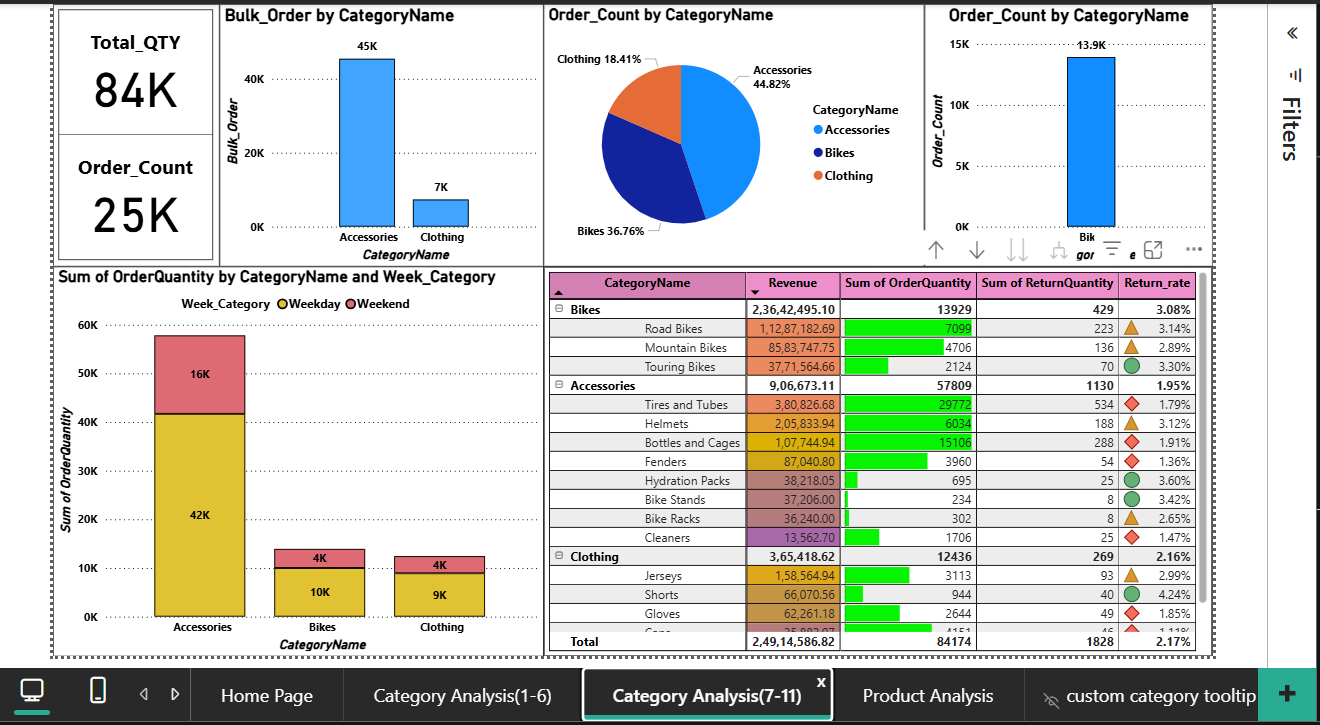 Total_QTY
84K
Order_Count
25K
Bulk_Order by CategoryName
Bulk_Order
40K
20K
0K
45K
7K
Accessories Clothing
CategoryName
Order_Count by CategoryName
Clothing 18.41%
Accessories
44.82%
Bikes 36.76%
CategoryName
Accessories
Bikes
Clothing
Order_Count by CategoryName
Order_Count
15K
10K
5K
0K
13.9K
Filters
Sum of OrderQuantity by CategoryName and Week_Category
Week_Category Weekday Weekend
Sum of OrderQuantity
60K
50K
40K
30K
20K
10K
0K
16K
42K
4K
10K
4K
9K
Accessories Bikes Clothing
CategoryName
CategoryName Revenue Sum of OrderQuantity Sum of ReturnQuantity Return_rate
Bikes 2,36,42,495.10 13929 429 3.08%
Road Bikes 1,12,87,182.69 7099 223 3.14%
Mountain Bikes 85,83,747.75 4706 136 2.89%
Touring Bikes 37,71,564.66 2124 70 3.30%
Accessories 9,06,673.11 57809 1130 1.95%
Tires and Tubes 3,80,826.68 29772 534 1.79%
Helmets 2,05,833.94 6034 188 3.12%
Bottles and Cages 1,07,744.94 15106 288 1.91%
Fenders 87,040.80 3960 54 1.36%
Hydration Packs 38,218.05 695 25 3.60%
Bike Stands 37,206.00 234 8 3.42%
Bike Racks 36,240.00 302 8 2.65%
Cleaners 13,562.70 1706 25 1.47%
Clothing 3,65,418.62 12436 269 2.16%
Jerseys 1,58,564.94 3113 93 2.99%
Shorts 66,070.56 944 40 4.24%
Gloves 62,261.18 2644 49 1.85%
Total 2,49,14,586.82 84174 1828 2.17%
Home Page Category Analysis(1-6) Category Analysis(7-11) x Product Analysis custom category tooltip +